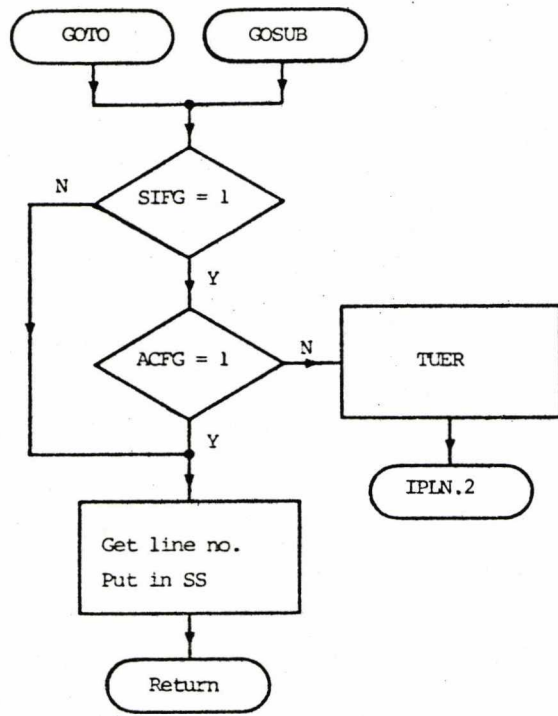 GOTO
GOSUB
N
SIFG = 1
Y
ACFG = 1
N
TUER
Y
IPLN.2
Get line no.
Put in SS
Return